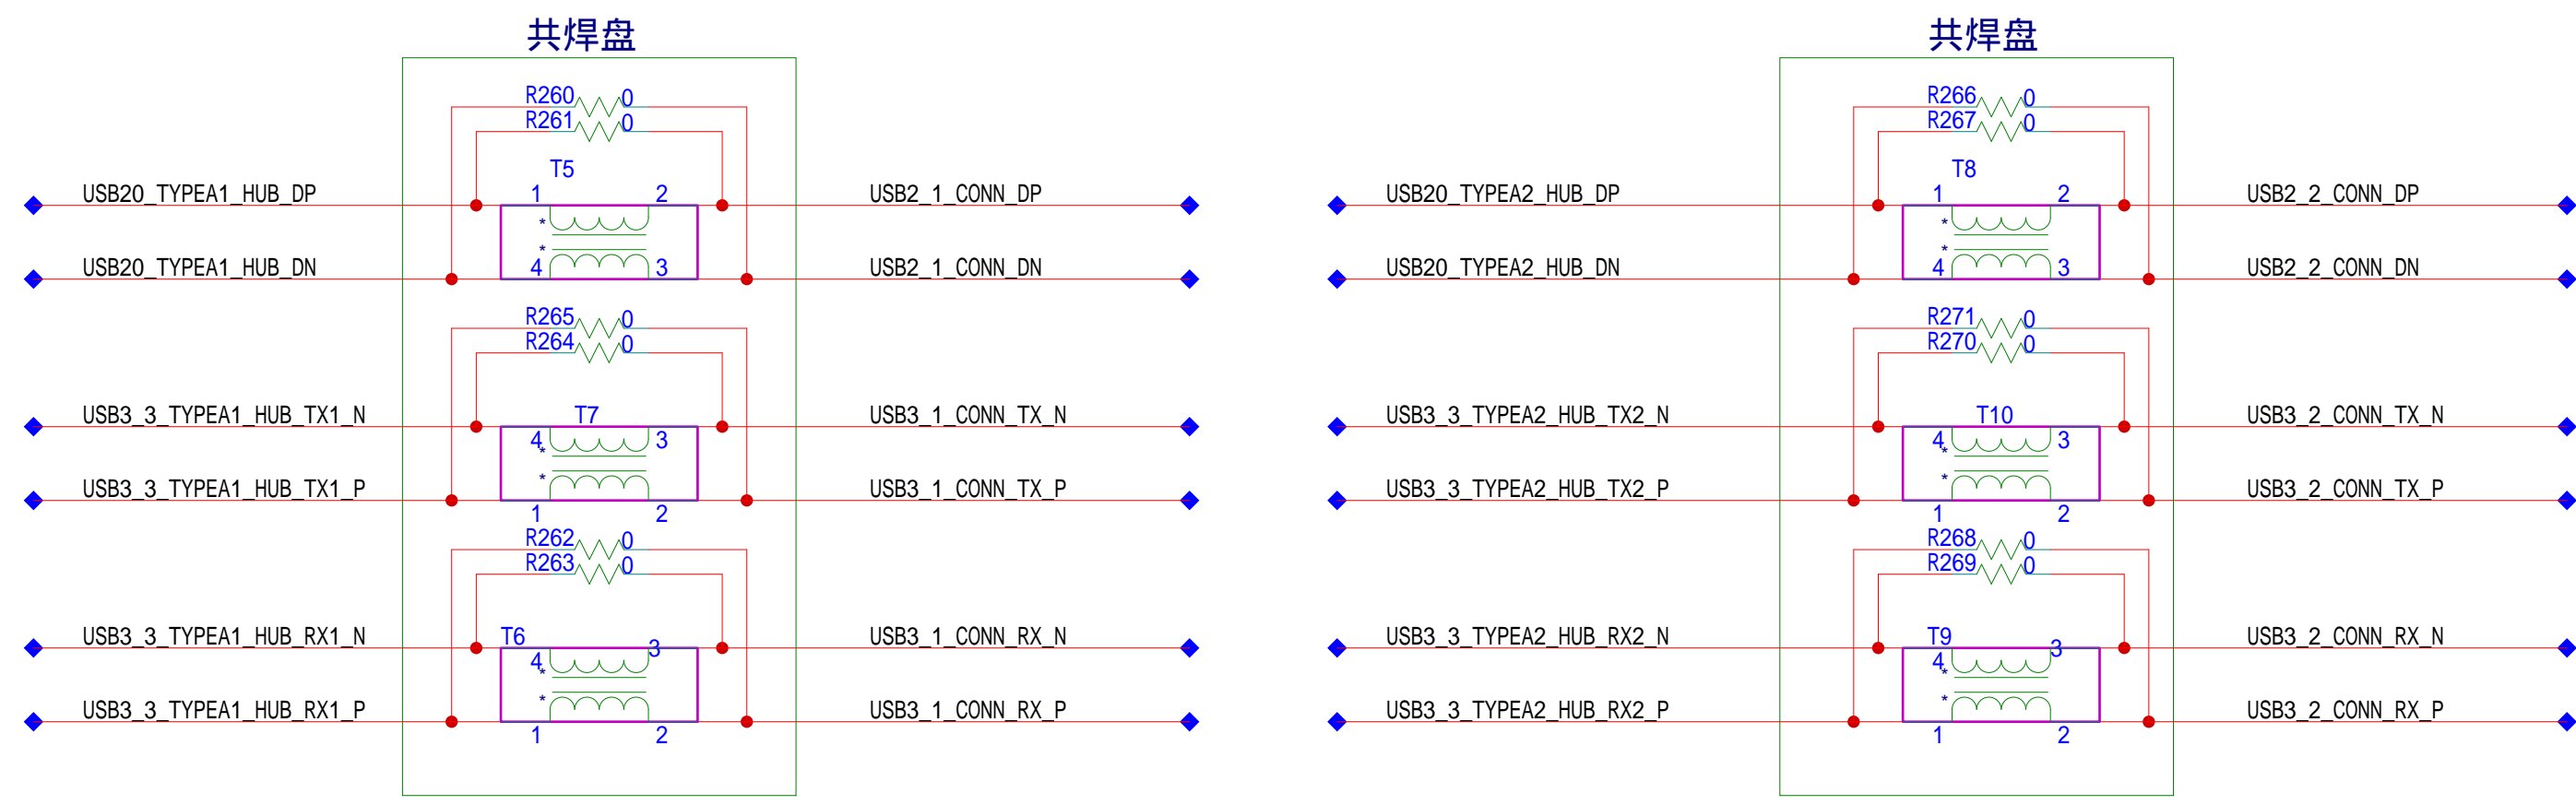 共焊盘
R260 0
R261 0
T5
USB20_TYPEA1_HUB_DP 1 2 USB2_1_CONN_DP
*
*
USB20_TYPEA1_HUB_DN 4 3 USB2_1_CONN_DN
R265 0
R264 0
T7
USB3_3_TYPEA1_HUB_TX1_N 4 3 USB3_1_CONN_TX_N
*
*
USB3_3_TYPEA1_HUB_TX1_P 1 2 USB3_1_CONN_TX_P
R262 0
R263 0
T6
USB3_3_TYPEA1_HUB_RX1_N 4 3 USB3_1_CONN_RX_N
*
*
USB3_3_TYPEA1_HUB_RX1_P 1 2 USB3_1_CONN_RX_P
共焊盘
R266 0
R267 0
T8
USB20_TYPEA2_HUB_DP 1 2 USB2_2_CONN_DP
*
*
USB20_TYPEA2_HUB_DN 4 3 USB2_2_CONN_DN
R271 0
R270 0
T10
USB3_3_TYPEA2_HUB_TX2_N 4 3 USB3_2_CONN_TX_N
*
*
USB3_3_TYPEA2_HUB_TX2_P 1 2 USB3_2_CONN_TX_P
R268 0
R269 0
T9
USB3_3_TYPEA2_HUB_RX2_N 4 3 USB3_2_CONN_RX_N
*
*
USB3_3_TYPEA2_HUB_RX2_P 1 2 USB3_2_CONN_RX_P